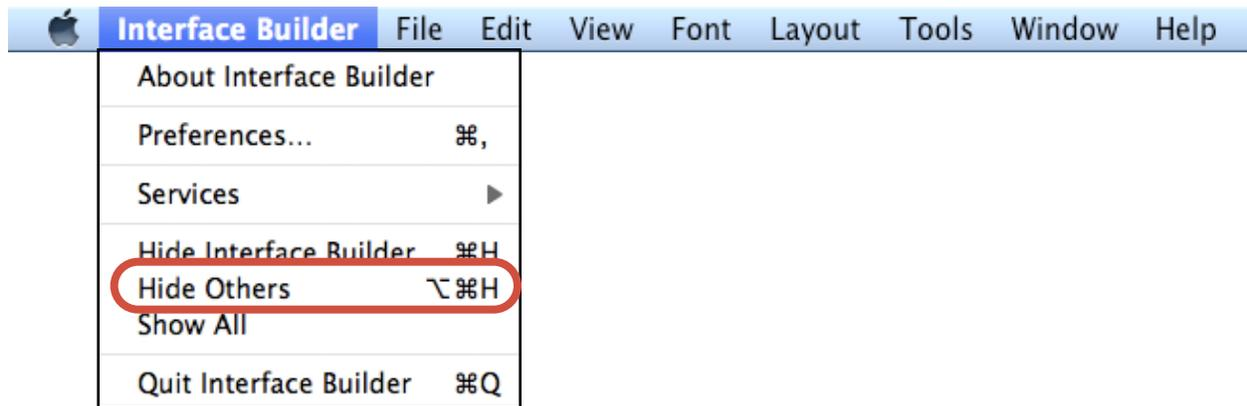 Interface Builder File Edit View Font Layout Tools Window Help
About Interface Builder
Preferences... ⌘,
Services
Hide Interface Builder ⌘H
Hide Others ⌥⌘H
Show All
Quit Interface Builder ⌘Q